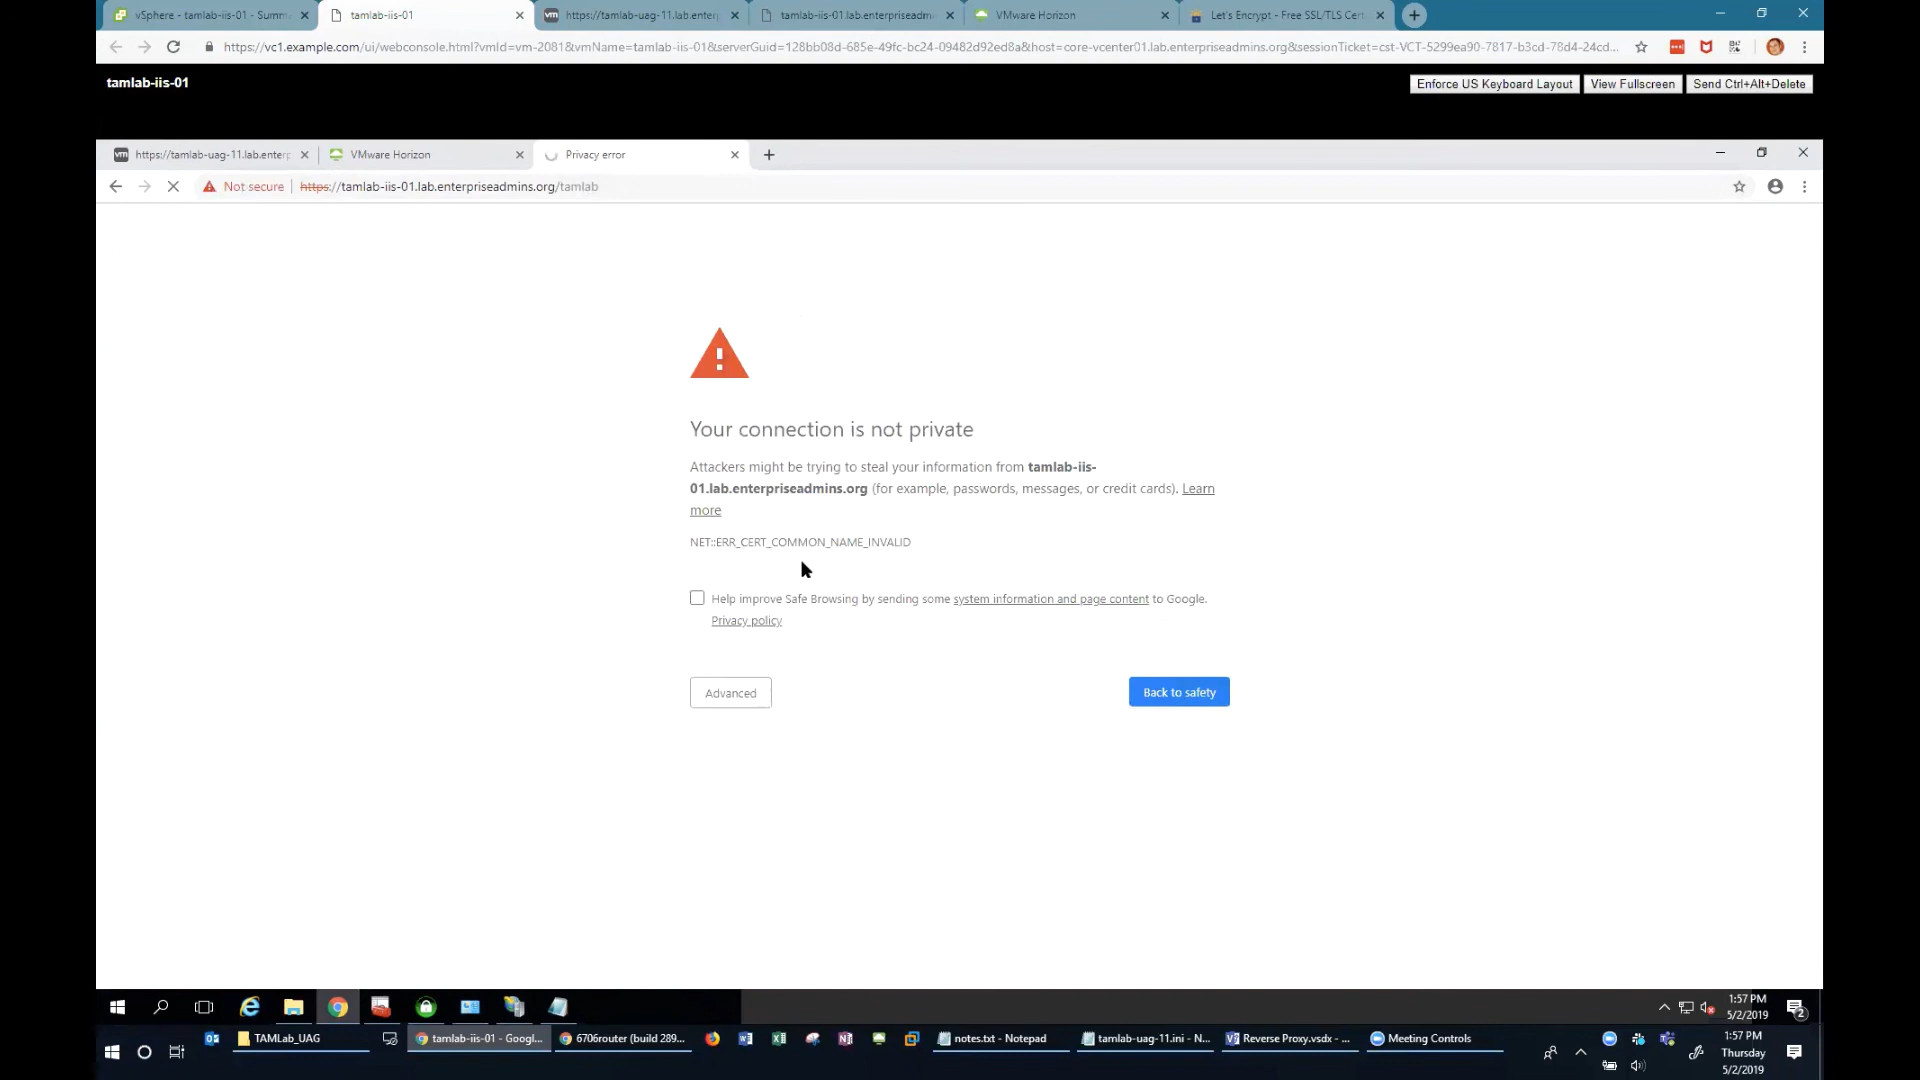 vSphere - tamlab-iis-01 - Summ
tamlab-iis-01
https://tamlab-uag-11.lab.enter
tamlab-iis-01.lab.enterpriseadm
VMware Horizon
Let's Encrypt - Free SSL/TLS Cert
https://vc1.example.com/ui/webconsole.html?vmId=vm-2081&vmName=tamlab-iis-01&serverGuid=128bb08d-685e-49fc-bc24-09482d92ed8a&host=core-vcenter01.lab.enterpriseadmins.org&sessionTicket=cst-VCT-5299ea90-7817-b3cd-78d4-24cd...
tamlab-iis-01
Enforce US Keyboard Layout
View Fullscreen
Send Ctrl+Alt+Delete
https://tamlab-uag-11.lab.enterp
VMware Horizon
Privacy error
Not secure
https://tamlab-iis-01.lab.enterpriseadmins.org/tamlab
Your connection is not private
Attackers might be trying to steal your information from tamlab-iis-
01.lab.enterpriseadmins.org (for example, passwords, messages, or credit cards). Learn
more
NET::ERR_CERT_COMMON_NAME_INVALID
Help improve Safe Browsing by sending some system information and page content to Google.
Privacy policy
Advanced
Back to safety
1:57 PM
5/2/2019
2
TAMLab_UAG
tamlab-iis-01 - Googl...
6706router (build 289...
notes.txt - Notepad
tamlab-uag-11.ini - N...
Reverse Proxy.vsdx - ...
Meeting Controls
1:57 PM
Thursday
5/2/2019